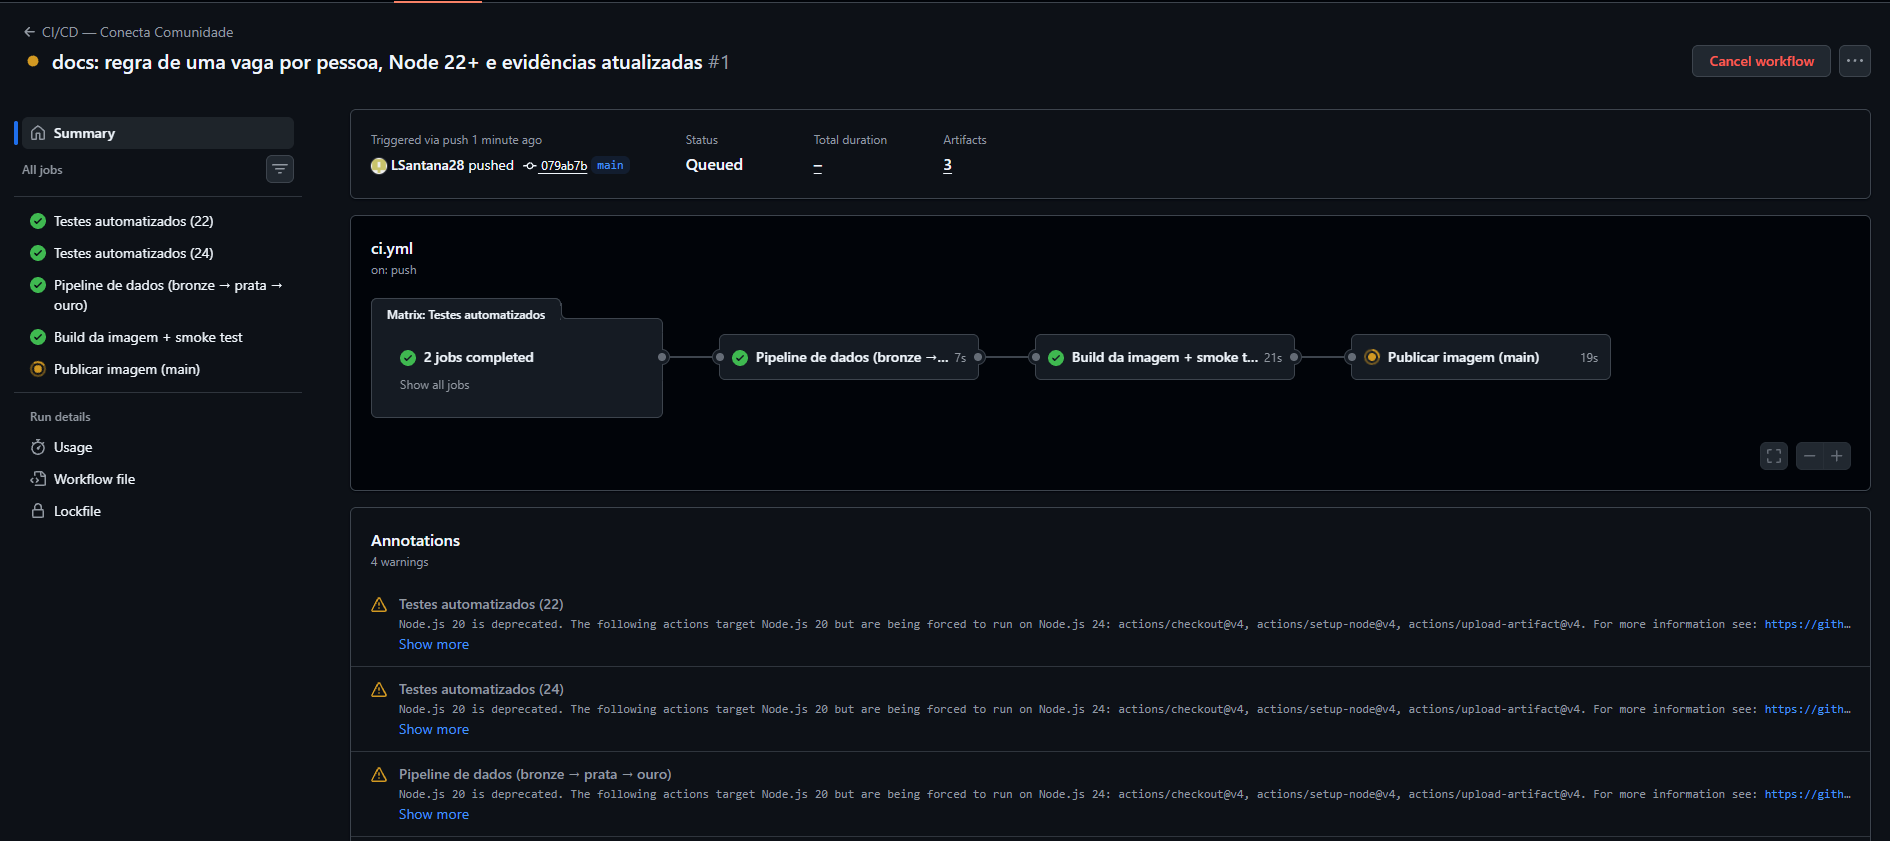 CI/CD — Conecta Comunidade
docs: regra de uma vaga por pessoa, Node 22+ e evidências atualizadas #1
Cancel workflow
Summary
All jobs
Testes automatizados (22)
Testes automatizados (24)
Pipeline de dados (bronze → prata →
ouro)
Build da imagem + smoke test
Publicar imagem (main)
Run details
Usage
Workflow file
Lockfile
Triggered via push 1 minute ago
LSantana28 pushed 079ab7b main
Status
Queued
Total duration
–
Artifacts
3
ci.yml
on: push
Matrix: Testes automatizados
2 jobs completed
Show all jobs
Pipeline de dados (bronze →... 7s
Build da imagem + smoke t... 21s
Publicar imagem (main) 19s
Annotations
4 warnings
Testes automatizados (22)
Node.js 20 is deprecated. The following actions target Node.js 20 but are being forced to run on Node.js 24: actions/checkout@v4, actions/setup-node@v4, actions/upload-artifact@v4. For more information see: https://gith…
Show more
Testes automatizados (24)
Node.js 20 is deprecated. The following actions target Node.js 20 but are being forced to run on Node.js 24: actions/checkout@v4, actions/setup-node@v4, actions/upload-artifact@v4. For more information see: https://gith…
Show more
Pipeline de dados (bronze → prata → ouro)
Node.js 20 is deprecated. The following actions target Node.js 20 but are being forced to run on Node.js 24: actions/checkout@v4, actions/setup-node@v4, actions/upload-artifact@v4. For more information see: https://gith…
Show more